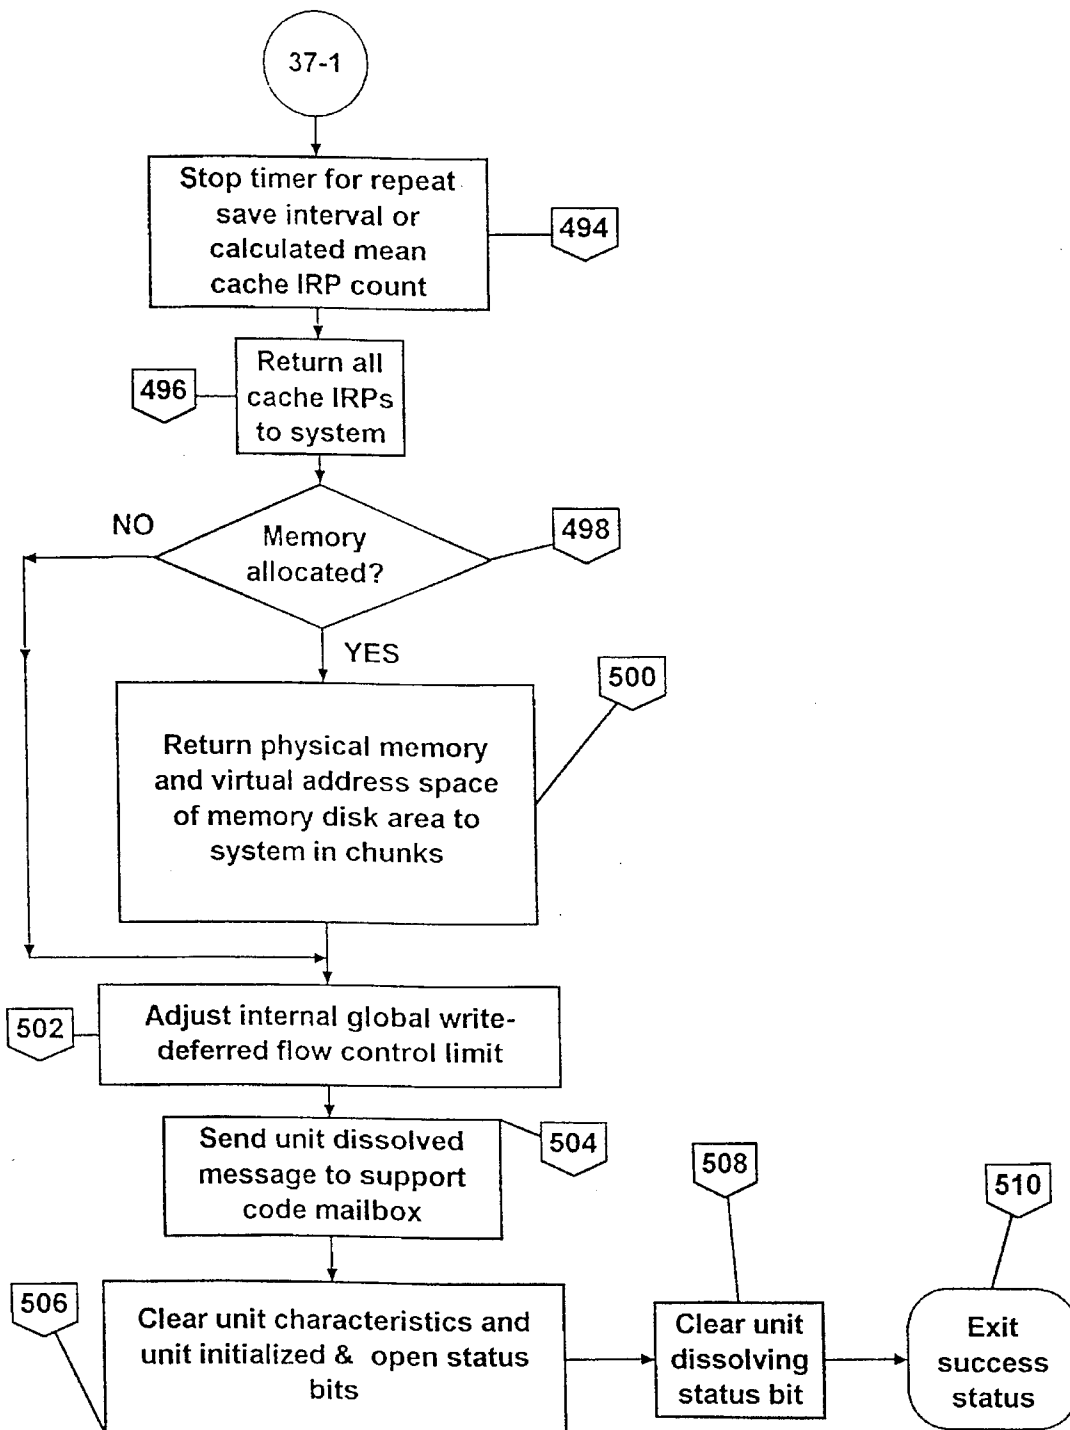 37-1
Stop timer for repeat
save interval or
calculated mean
cache IRP count
494
Return all
cache IRPs
to system
496
Memory
allocated?
498
NO
YES
Return physical memory
and virtual address space
of memory disk area to
system in chunks
500
Adjust internal global write-
deferred flow control limit
502
Send unit dissolved
message to support
code mailbox
504
Clear unit characteristics and
unit initialized & open status
bits
506
Clear unit
dissolving
status bit
508
Exit
success
status
510